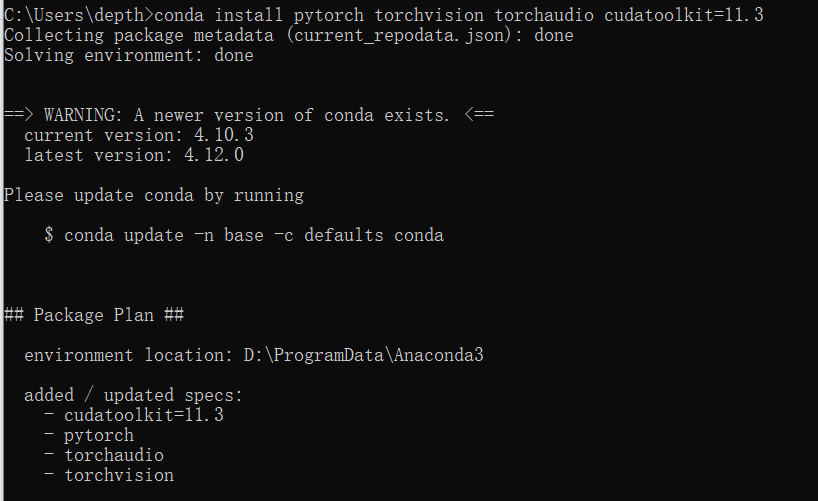 C:\Users\depth>conda install pytorch torchvision torchaudio cudatoolkit=11.3
Collecting package metadata (current_repodata.json): done
Solving environment: done
==> WARNING: A newer version of conda exists. <==
current version: 4.10.3
latest version: 4.12.0
Please update conda by running
$ conda update -n base -c defaults conda
## Package Plan ##
environment location: D:\ProgramData\Anaconda3
added / updated specs:
- cudatoolkit=11.3
- pytorch
- torchaudio
- torchvision